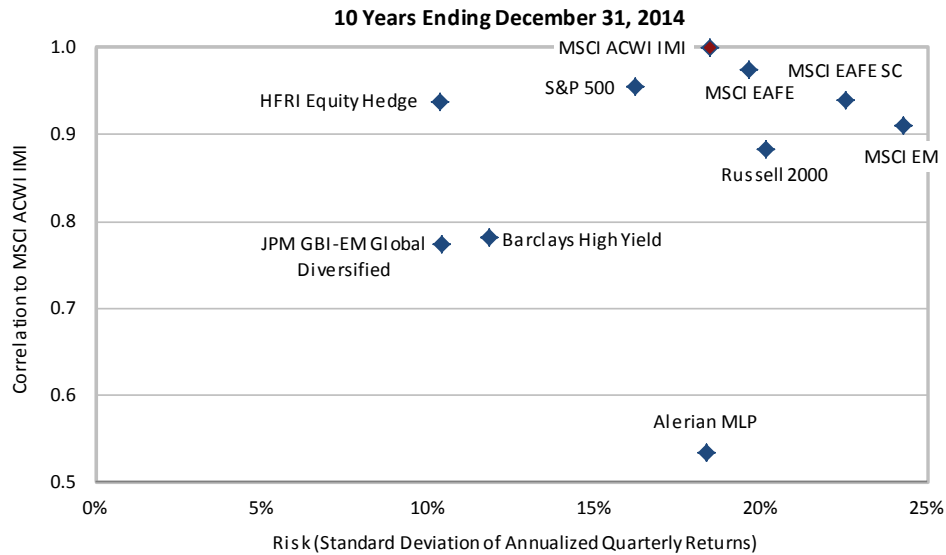 10 Years Ending December 31, 2014
1.0
0.9
0.8
0.7
0.6
0.5
Correlation to MSCI ACWI IMI
MSCI ACWI IMI
MSCI EAFE SC
S&P 500
MSCI EAFE
HFRI Equity Hedge
MSCI EM
Russell 2000
JPM GBI-EM Global
Diversified
Barclays High Yield
Alerian MLP
0%
5%
10%
15%
20%
25%
Risk (Standard Deviation of Annualized Quarterly Returns)